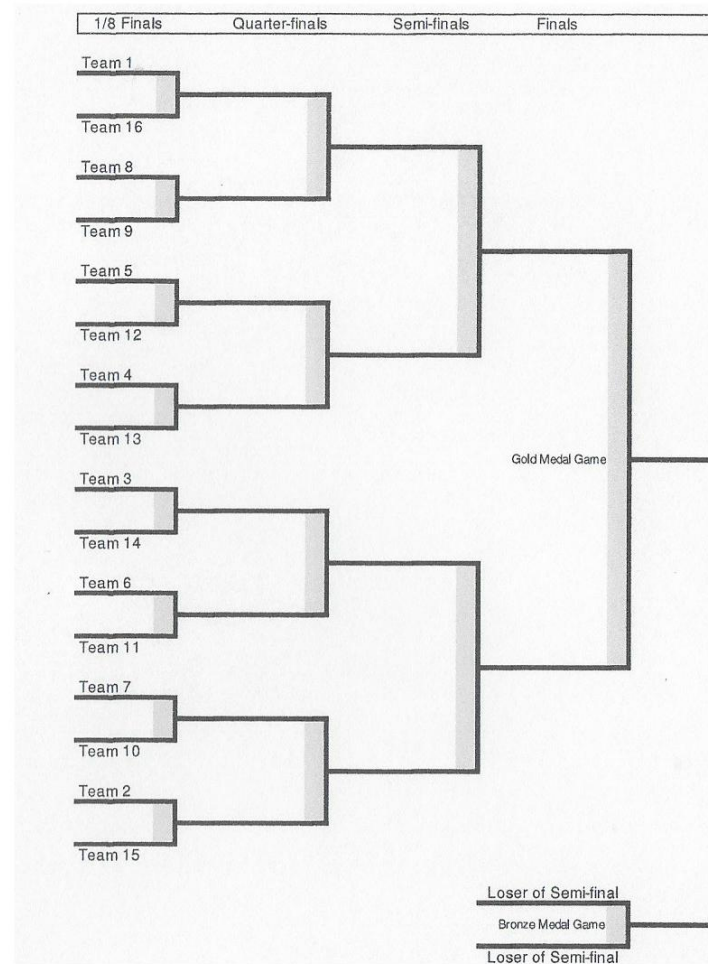 1/8 Finals Quarter-finals Semi-finals Finals
Team 1
Team 16
Team 8
Team 9
Team 5
Team 12
Team 4
Team 13
Gold Medal Game
Team 3
Team 14
Team 6
Team 11
Team 7
Team 10
Team 2
Team 15
Loser of Semi-final
Bronze Medal Game
Loser of Semi-final